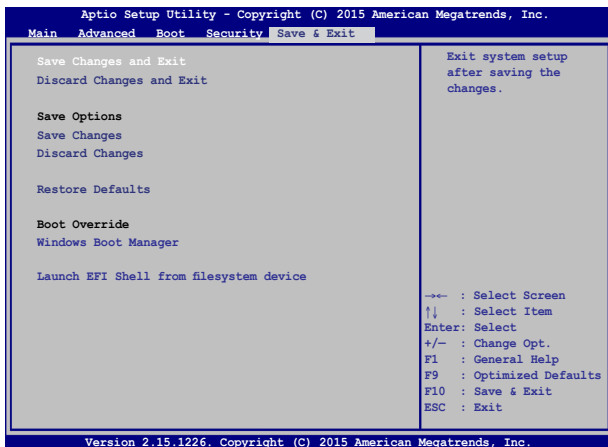 Aptio Setup Utility - Copyright (C) 2015 American Megatrends, Inc.
Main Advanced Boot Security Save & Exit
Save Changes and Exit
Discard Changes and Exit
Save Options
Save Changes
Discard Changes
Restore Defaults
Boot Override
Windows Boot Manager
Launch EFI Shell from filesystem device
Exit system setup
after saving the
changes.
→← : Select Screen
↑↓ : Select Item
Enter: Select
+/— : Change Opt.
F1 : General Help
F9 : Optimized Defaults
F10 : Save & Exit
ESC : Exit
Version 2.15.1226. Copyright (C) 2015 American Megatrends, Inc.